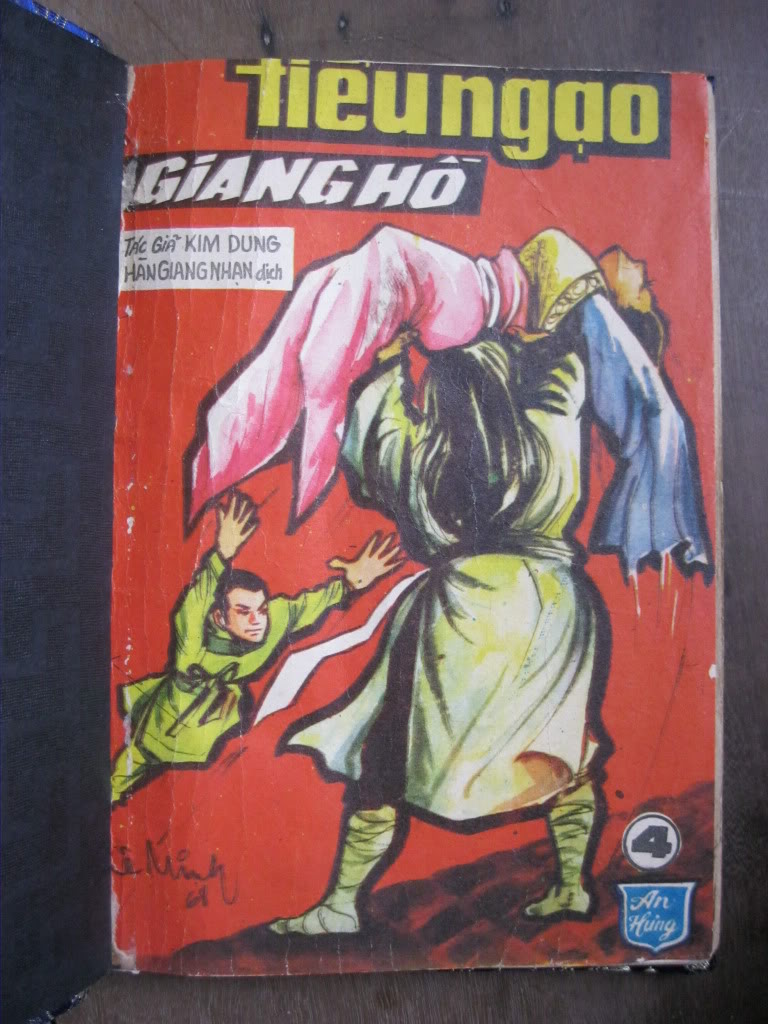 tiếu ngạo
GIANG HỒ
TÁC GIẢ KIM DUNG
HÀN GIANG NHẠN dịch
4
An
Hưng